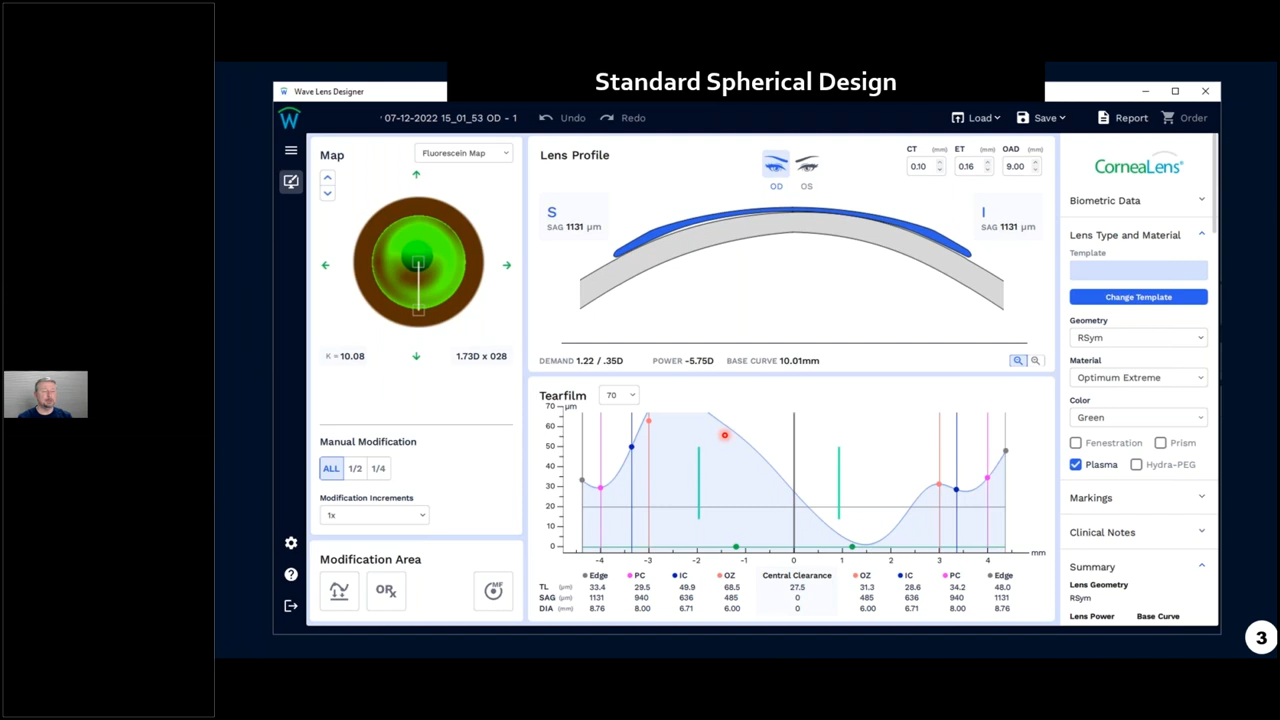 Standard Spherical Design
Wave Lens Designer
07-12-2022 15_01_53 OD - 1
Undo
Redo
Load
Save
Report
Order
Map
Fluorescein Map
K = 10.08
1.73D x 028
Manual Modification
ALL 1/2 1/4
Modification Increments
1x
Modification Area
ORx
MF
Lens Profile
OD
OS
CT (mm) ET (mm) OAD (mm)
0.10 0.16 9.00
S
SAG 1131 µm
I
SAG 1131 µm
DEMAND 1.22 / .35D POWER -5.75D BASE CURVE 10.01mm
Tearfilm
70
70 µm
60
50
40
30
20
10
0
-4 -3 -2 -1 0 1 2 3 4 mm
Edge PC IC OZ Central Clearance OZ IC PC Edge
TL (µm) 33.4 29.5 49.9 68.5 27.5 31.3 28.6 34.2 48.0
SAG (µm) 1131 940 636 485 0 485 636 940 1131
DIA (mm) 8.76 8.00 6.71 6.00 0 6.00 6.71 8.00 8.76
CorneaLens®
Biometric Data
Lens Type and Material
Template
Change Template
Geometry
RSym
Material
Optimum Extreme
Color
Green
Fenestration
Prism
Plasma
Hydra-PEG
Markings
Clinical Notes
Summary
Lens Geometry
RSym
Lens Power Base Curve
3